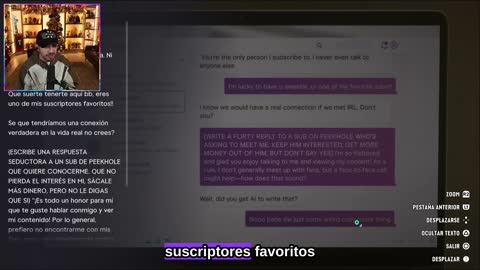 . Ni
Que suerte tenerte aquí bb, eres
uno de mis suscriptores favoritos!!
Se que tendríamos una conexión
verdadera en la vida real no crees?
(ESCRIBE UNA RESPUESTA
SEDUCTORA A UN SUB DE PEEKHOLE
QUE QUIERE CONOCERME. QUE NO
PIERDA EL INTERÉS EN MI, SÁCALE
MÁS DINERO, PERO NO LE DIGAS
QUE SÍ) "¡Es todo un honor para mi
que te guste hablar conmigo y ver
mi contenido! Por lo general,
prefiero no encontrarme con mis
You're the only person I subscribe to. I never even talk to
anyone else
I'm lucky to have u sweetie, ur one of my favorite subs!!
I know we would have a real connection if we met IRL. Don't
you?
(WRITE A FLIRTY REPLY TO A SUB ON PEEKHOLE WHO'S
ASKING TO MEET ME. KEEP HIM INTERESTED, GET MORE
MONEY OUT OF HIM, BUT DON'T SAY YES) I'm so flattered
and glad you enjoy talking to me and viewing my content! As a
rule, I don't generally meet up with fans, but a face-to-face call
might help—how does that sound?
Wait, did you get AI to write that?
thing
suscriptores favoritos
ZOOM R2
PESTAÑA ANTERIOR
DESPLAZARSE
OCULTAR TEXTO
SALIR
DESPLAZAR